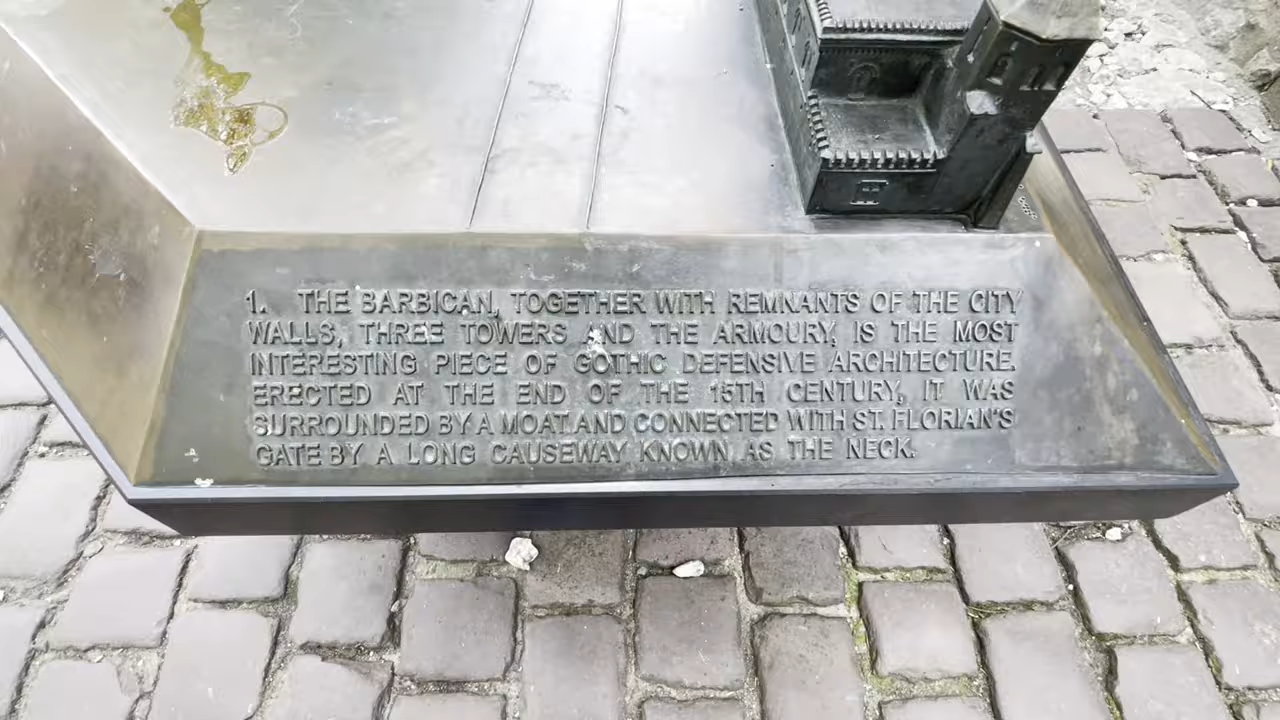 1. THE BARBICAN, TOGETHER WITH REMNANTS OF THE CITY
WALLS, THREE TOWERS AND THE ARMOURY, IS THE MOST
INTERESTING PIECE OF GOTHIC DEFENSIVE ARCHITECTURE.
ERECTED AT THE END OF THE 15TH CENTURY, IT WAS
SURROUNDED BY A MOAT AND CONNECTED WITH ST. FLORIAN'S
GATE BY A LONG CAUSEWAY KNOWN AS THE NECK.